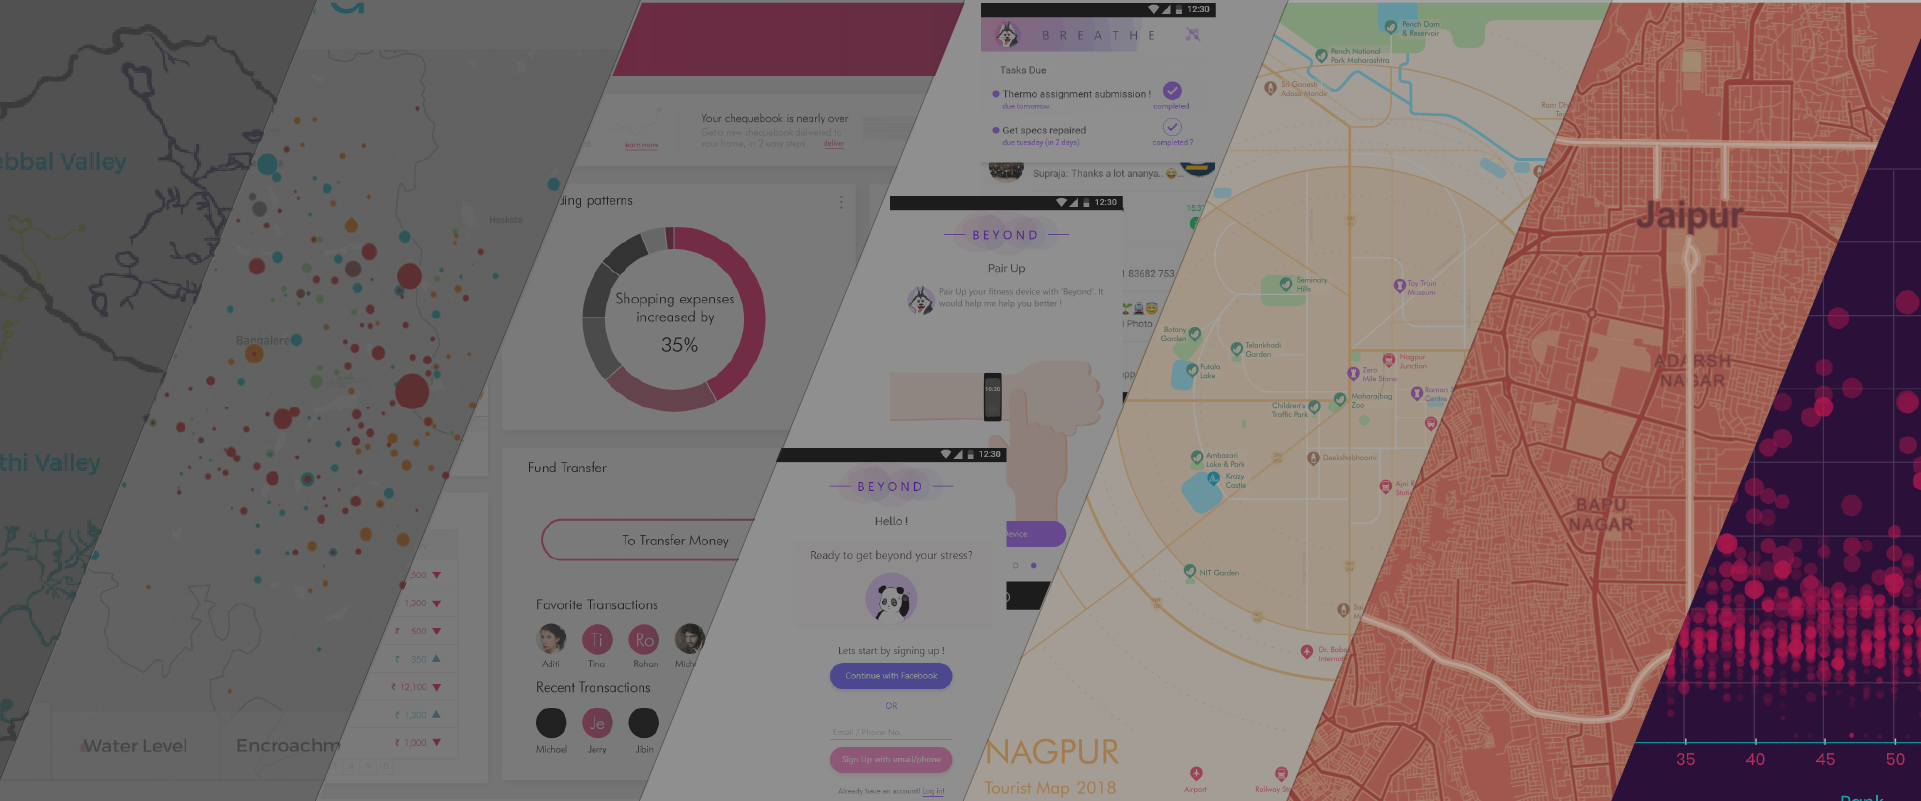 ebbal Valley
thi Valley
Hoskote
Bangalore
Water Level
Encroachm
Your chequebook is nearly over
Get a new chequebook delivered to
your home, in 2 easy steps
deliver
learn more
ding patterns
Shopping expenses
increased by
35%
Fund Transfer
To Transfer Money
Favorite Transactions
Ti
Ro
Aditi
Tina
Rohan
Mich
Recent Transactions
Je
Michael
Jerry
Jibin
,500
1,300
₹ 500
₹ 350
₹ 12,100
₹ 1,300
₹ 1,000
12:30
BREATHE
Tasks Due
Thermo assignment submission !
due tomorrow
completed
Get specs repaired
due tuesday (in 2 days)
completed ?
Supraja: Thanks a lot ananya..
12:30
BEYOND
Pair Up
Pair Up your fitness device with 'Beyond'. It
would help me help you better !
10:30
15:3
83682 753
Photo
evice
12:30
BEYOND
Hello !
Ready to get beyond your stress?
Lets start by signing up !
Continue with Facebook
OR
Email / Phone No.
Sign Up with email/phone
Already have an account! Log in!
Pench Dam
& Reservoir
Pench National
Park Maharashtra
Sri Ganesh
Adasa Mandir
Ram Dh
Seminary
Hills
Toy Train
Museum
Botany
Garden
Telankhadi
Garden
Futala
Lake
Nagpur
Junction
Zero
Mile Stone
Raman S
Centre
Children's
Traffic Park
Maharajbag
Zoo
Ambazari
Lake & Park
Krazy
Castle
Deekshabhoomi
Ajni R
Stati
NIT Garden
Dr. Baba
Internat
NAGPUR
Tourist Map 2018
Airport
Railway St
Jaipur
ADARSH
NAGAR
BAPU
NAGAR
35
40
45
50
Rank